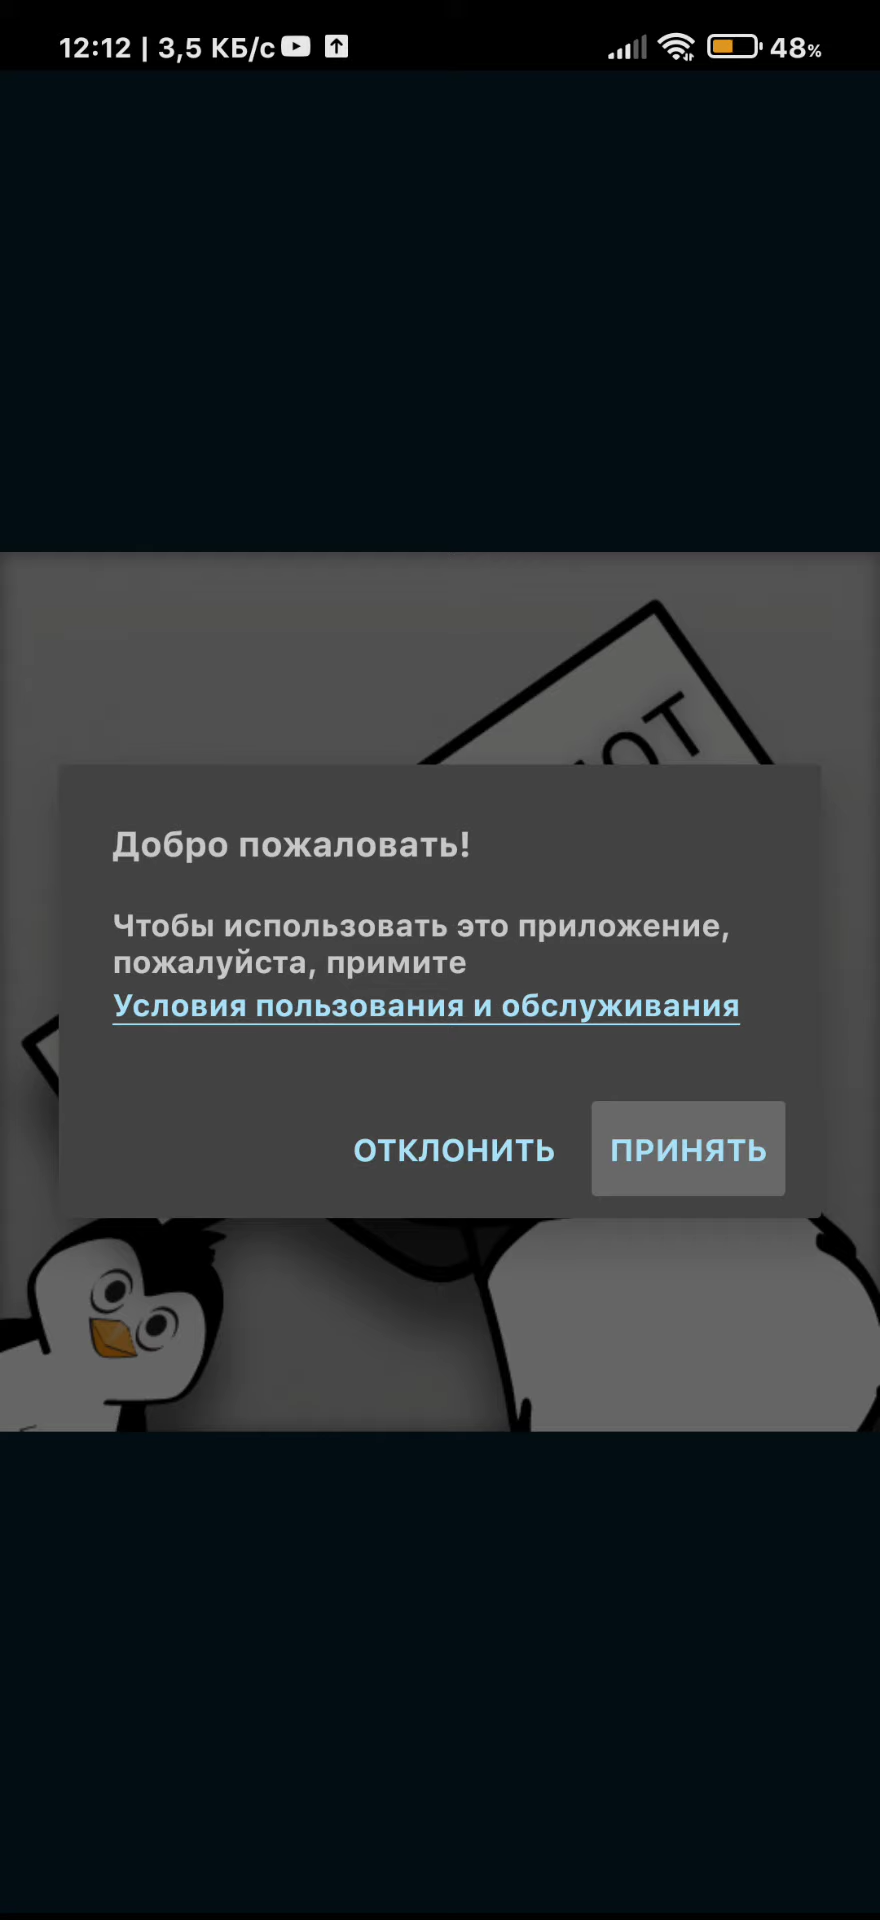 12:12 | 3,5 КБ/с 48%
Добро пожаловать!
Чтобы использовать это приложение,
пожалуйста, примите
Условия пользования и обслуживания
ОТКЛОНИТЬ ПРИНЯТЬ